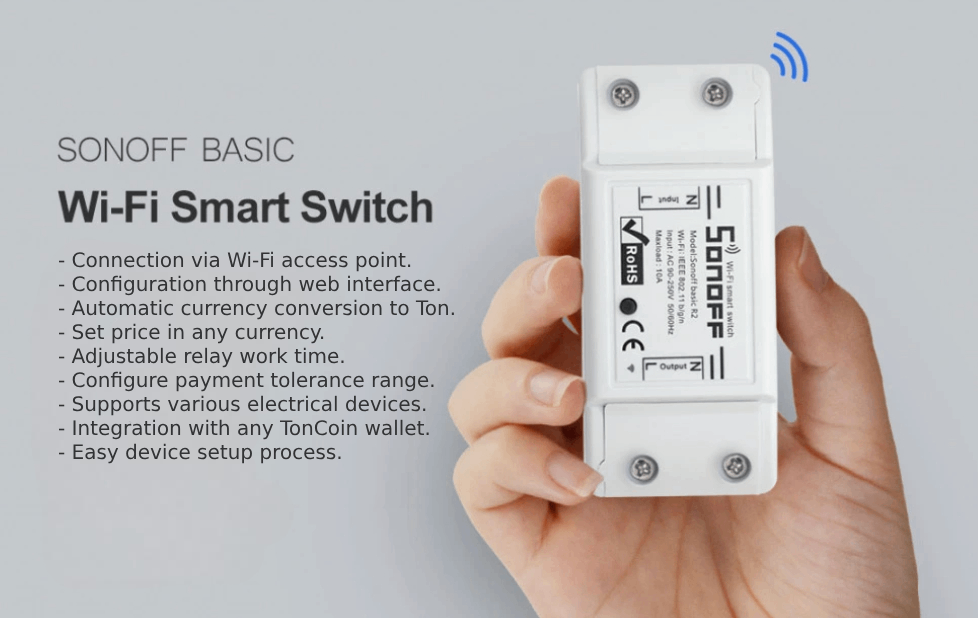 SONOFF BASIC
Wi-Fi Smart Switch
- Connection via Wi-Fi access point.
- Configuration through web interface.
- Automatic currency conversion to Ton.
- Set price in any currency.
- Adjustable relay work time.
- Configure payment tolerance range.
- Supports various electrical devices.
- Integration with any TonCoin wallet.
- Easy device setup process.
N Input L
Wi-Fi smart switch
SONOFF
Model:Sonoff basic R2
Wi-Fi: IEEE 802.11 b/g/n
Input : AC 90-250V 50/60Hz
Maxload : 10A
RoHS
CE
L Output N